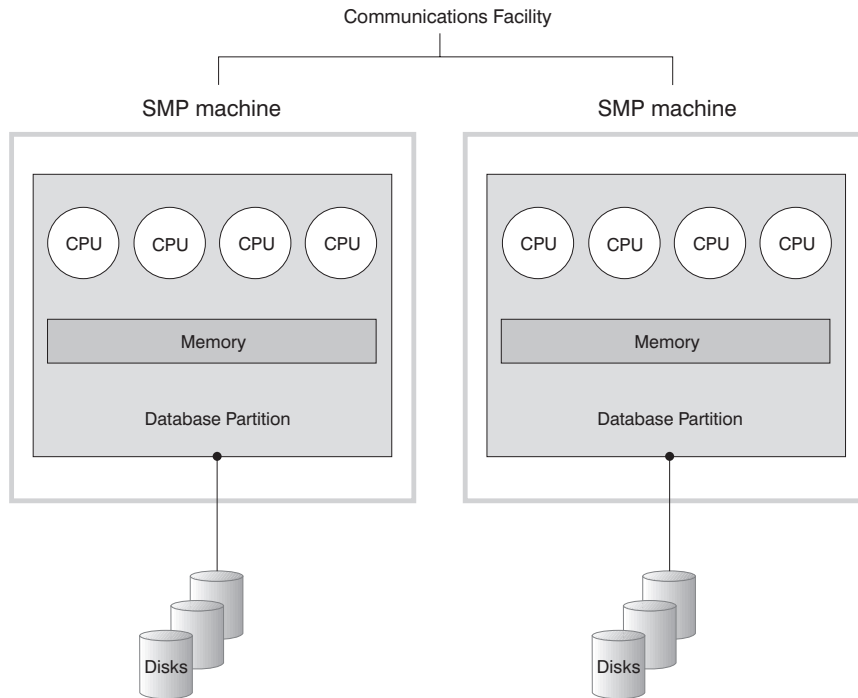 Communications Facility
SMP machine
SMP machine
CPU CPU CPU CPU
CPU CPU CPU CPU
Memory
Memory
Database Partition
Database Partition
Disks
Disks